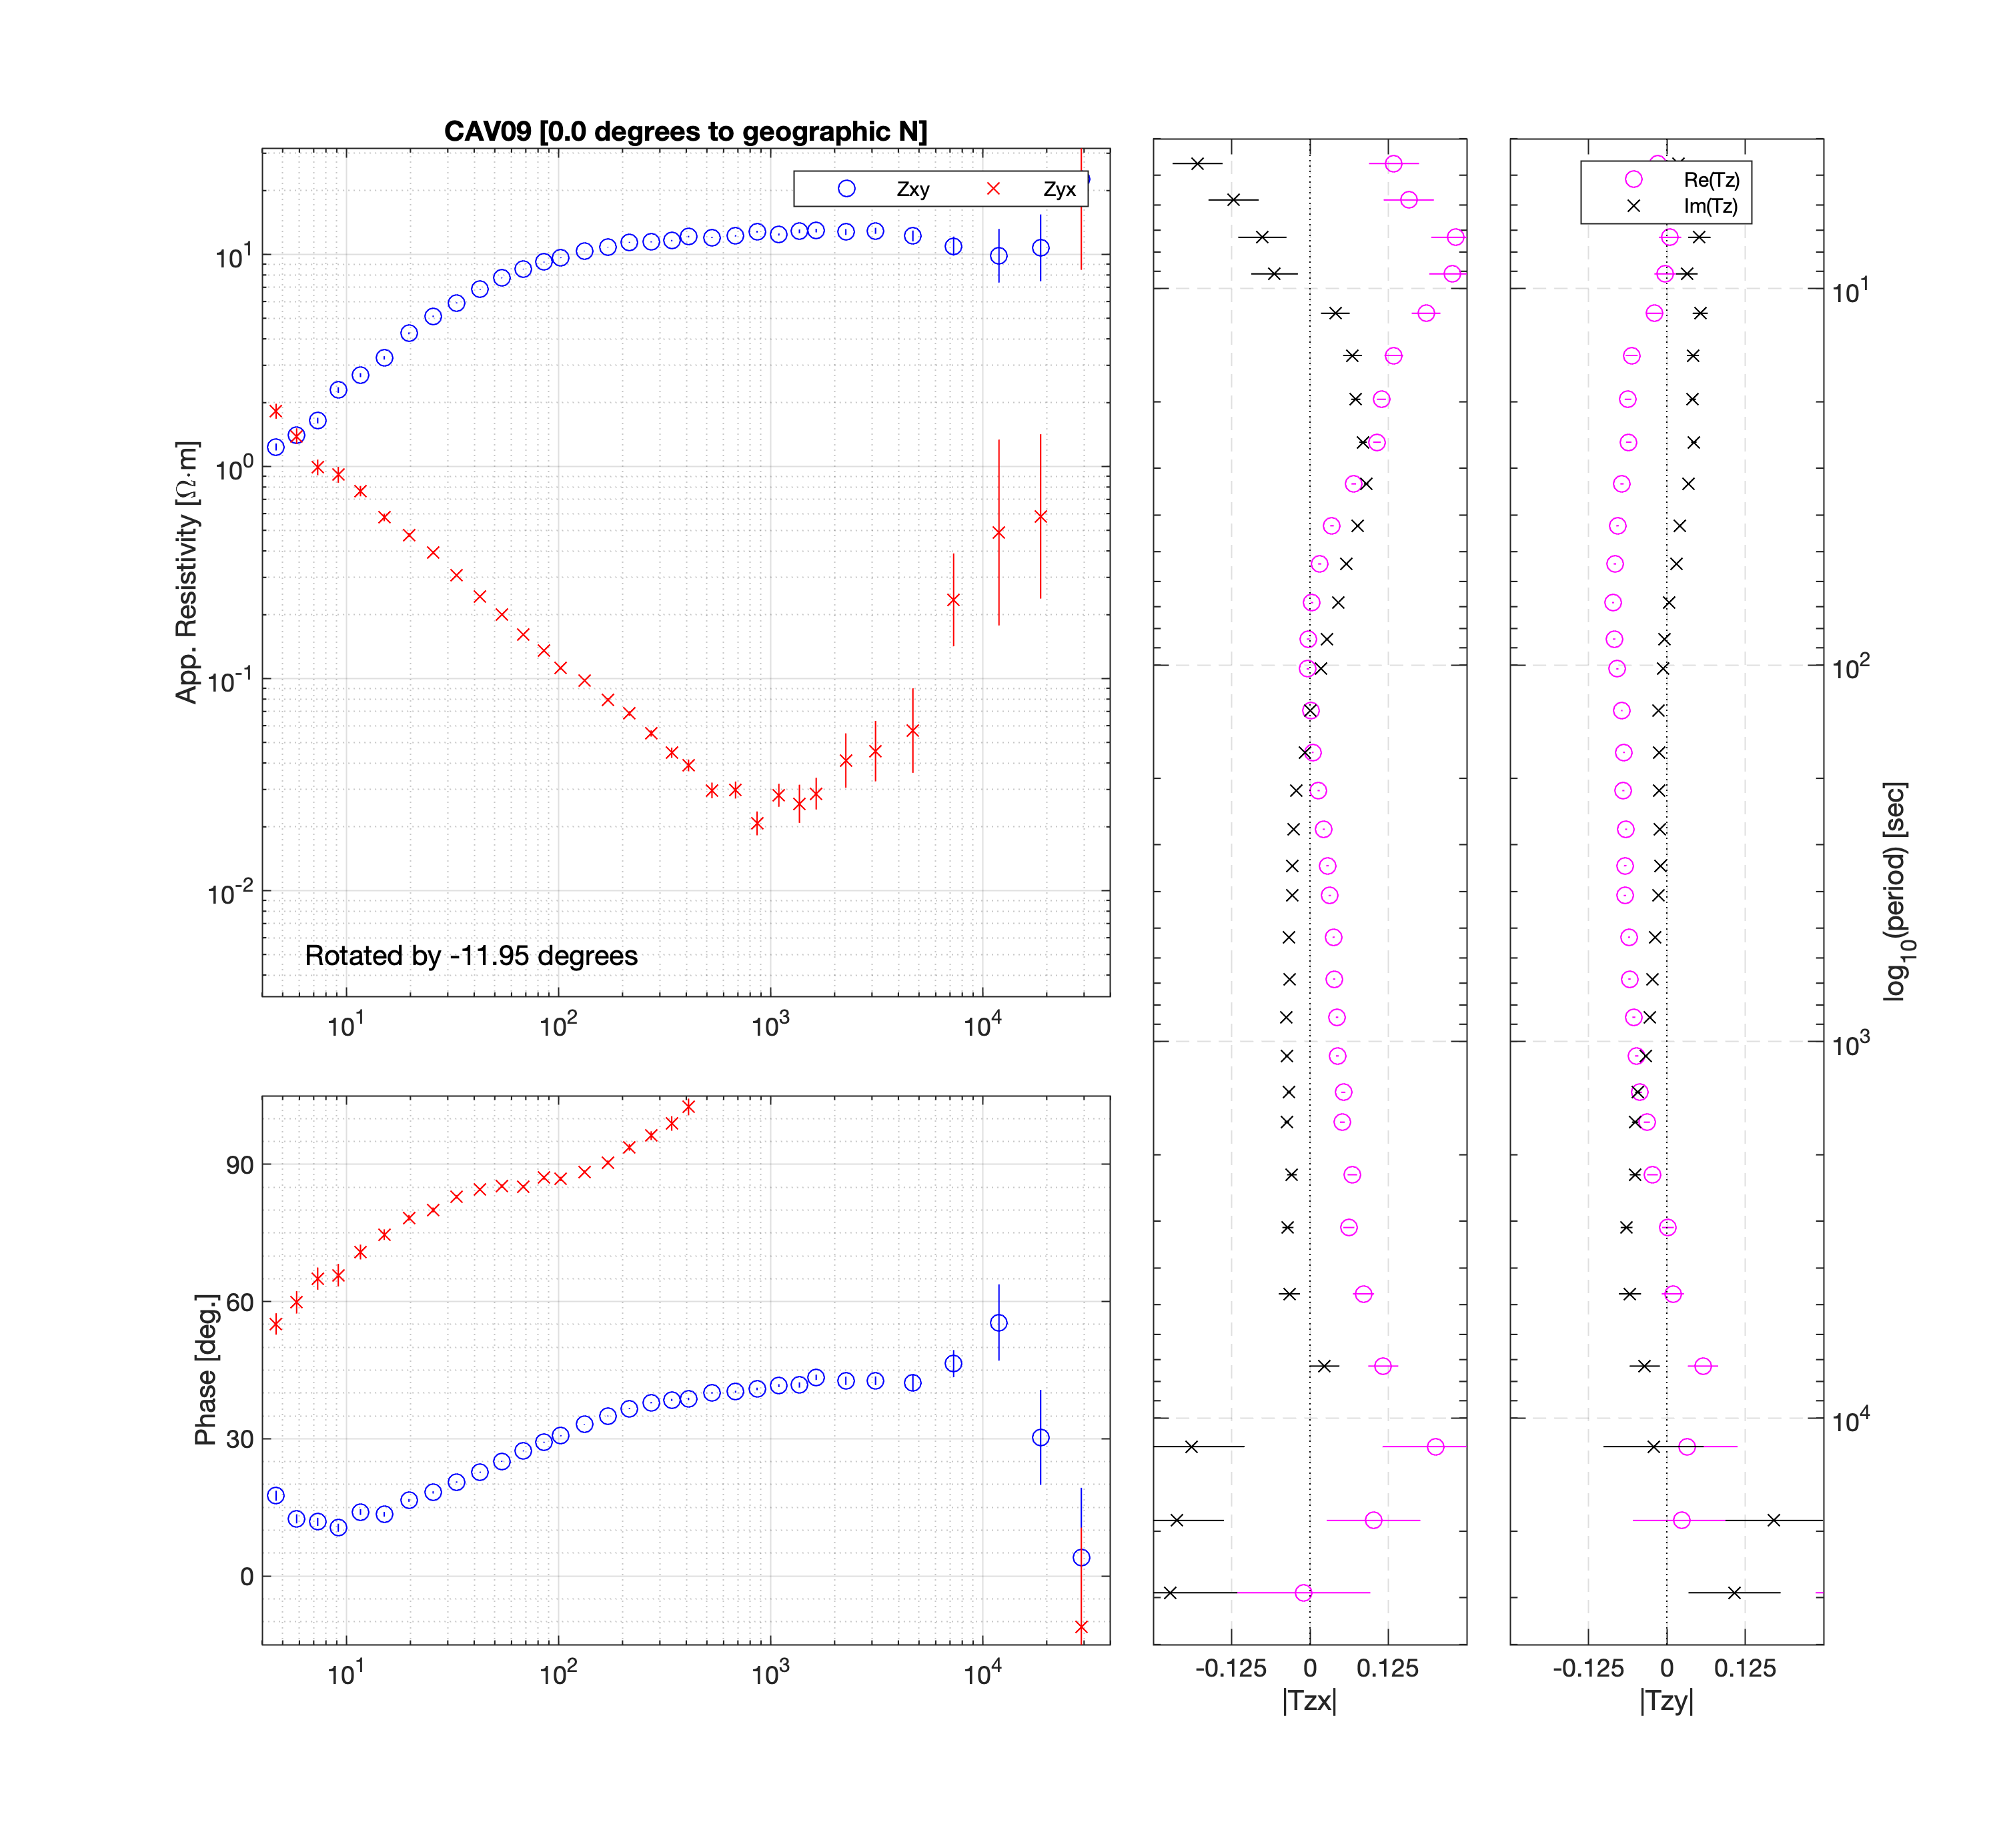 CAV09 [0.0 degrees to geographic N]
Zxy
Zyx
App. Resistivity [Ω·m]
10^1
10^0
10^-1
10^-2
Rotated by -11.95 degrees
10^1 10^2 10^3 10^4
Phase [deg.]
90
60
30
0
10^1 10^2 10^3 10^4
-0.125 0 0.125
|Tzx|
Re(Tz)
Im(Tz)
10^1
10^2
10^3
10^4
log_10(period) [sec]
-0.125 0 0.125
|Tzy|